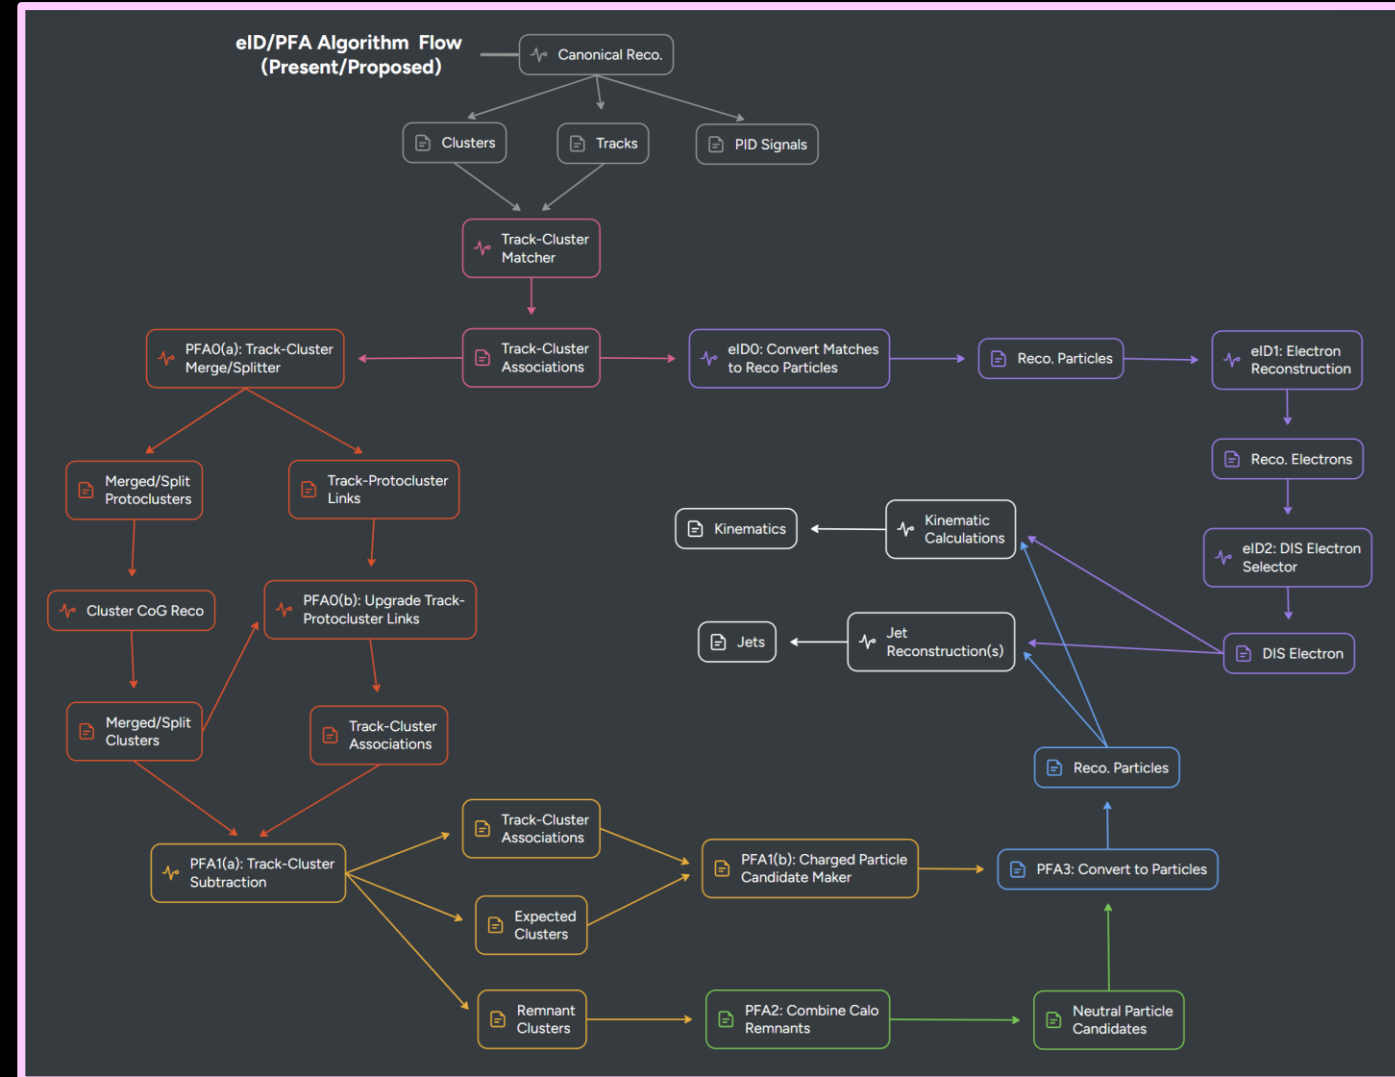 eID/PFA Algorithm Flow
(Present/Proposed)
Canonical Reco.
Clusters
Tracks
PID Signals
Track-Cluster
Matcher
PFA0(a): Track-Cluster
Merge/Splitter
Track-Cluster
Associations
eID0: Convert Matches
to Reco Particles
Reco. Particles
eID1: Electron
Reconstruction
Merged/Split
Protoclusters
Track-Protocluster
Links
Reco. Electrons
Kinematics
Kinematic
Calculations
eID2: DIS Electron
Selector
Cluster CoG Reco
PFA0(b): Upgrade Track-
Protocluster Links
Jets
Jet
Reconstruction(s)
DIS Electron
Merged/Split
Clusters
Track-Cluster
Associations
Reco. Particles
PFA1(a): Track-Cluster
Subtraction
Track-Cluster
Associations
PFA1(b): Charged Particle
Candidate Maker
PFA3: Convert to Particles
Expected
Clusters
Remnant
Clusters
PFA2: Combine Calo
Remnants
Neutral Particle
Candidates